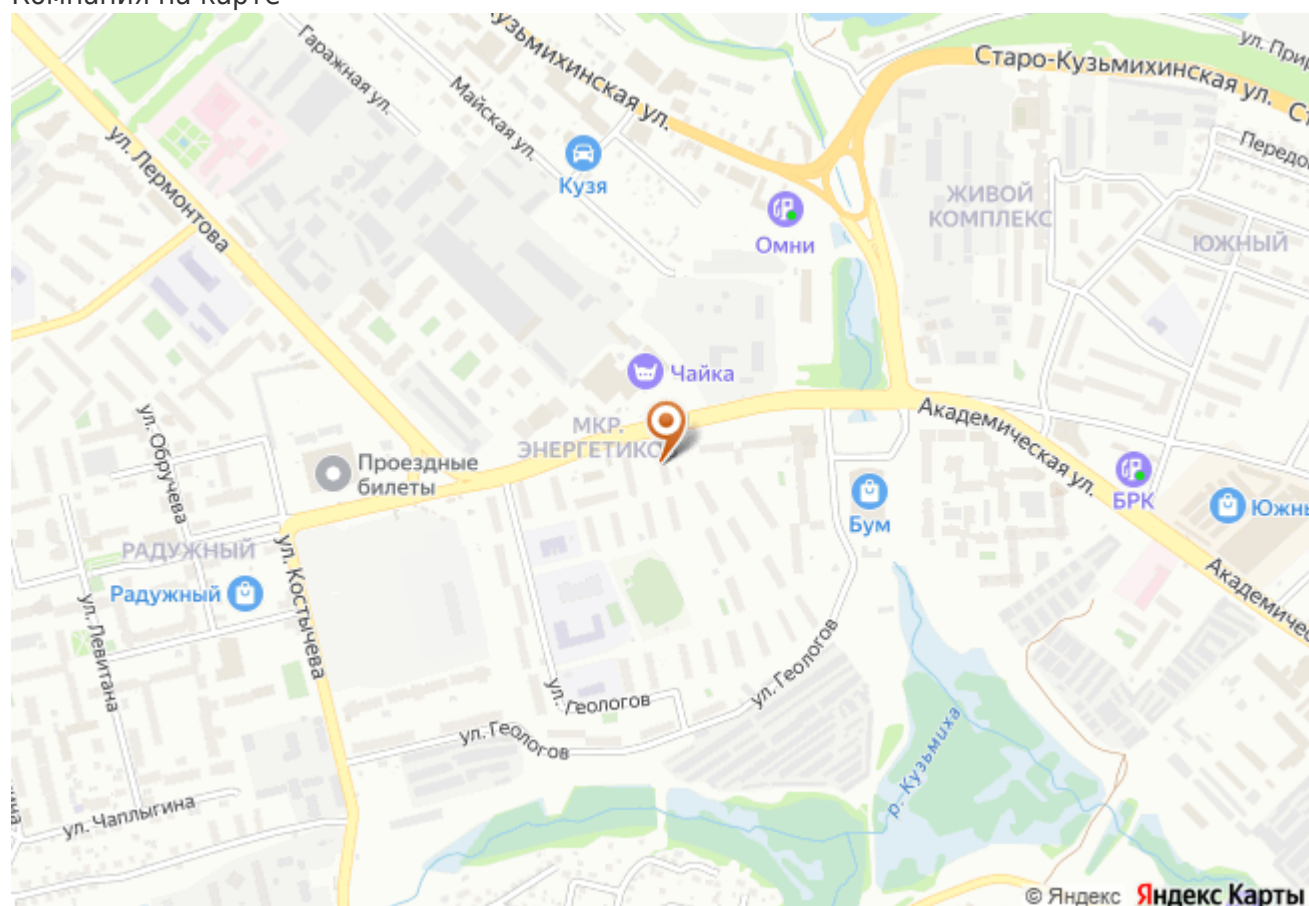 Компания на карте
Гаражная ул.
Майская ул.
Кузьмихинская ул.
Старо-Кузьмихинская ул.
ул. Лермонтова
Кузя
Омни
ЖИВОЙ
КОМПЛЕКС
ЮЖНЫЙ
Чайка
МКР.
ЭНЕРГЕТИКОВ
Академическая ул.
Проездные
билеты
ул. Обручева
БРК
Бум
РАДУЖНЫЙ
Радужный
ул. Костычева
ул. Левитана
ул. Геологов
ул. Геологов
ул. Геологов
р. Кузьмиха
ул. Чаплыгина
© Яндекс Яндекс Карты